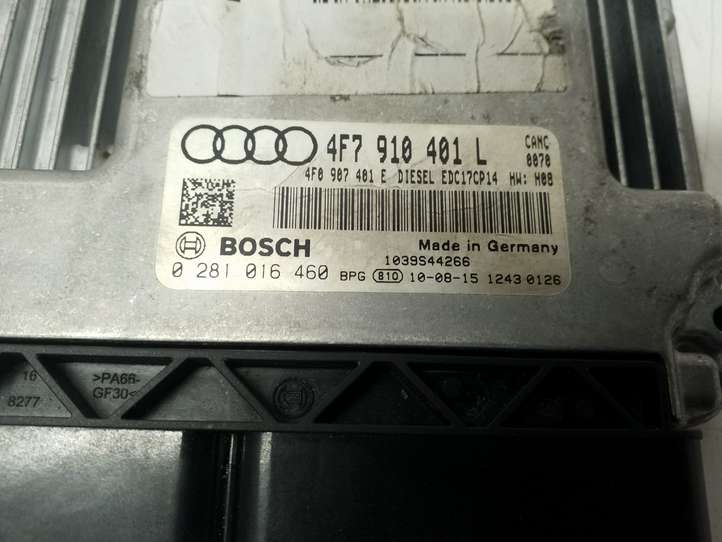 4F7 910 401 L CANC
0070
4F0 907 401 E DIESEL EDC17CP14 HW: H08
BOSCH Made in Germany
1039S44266
0 281 016 460 BPG 810 10-08-15 1243 0126
16
8277
>PA66-
GF30<